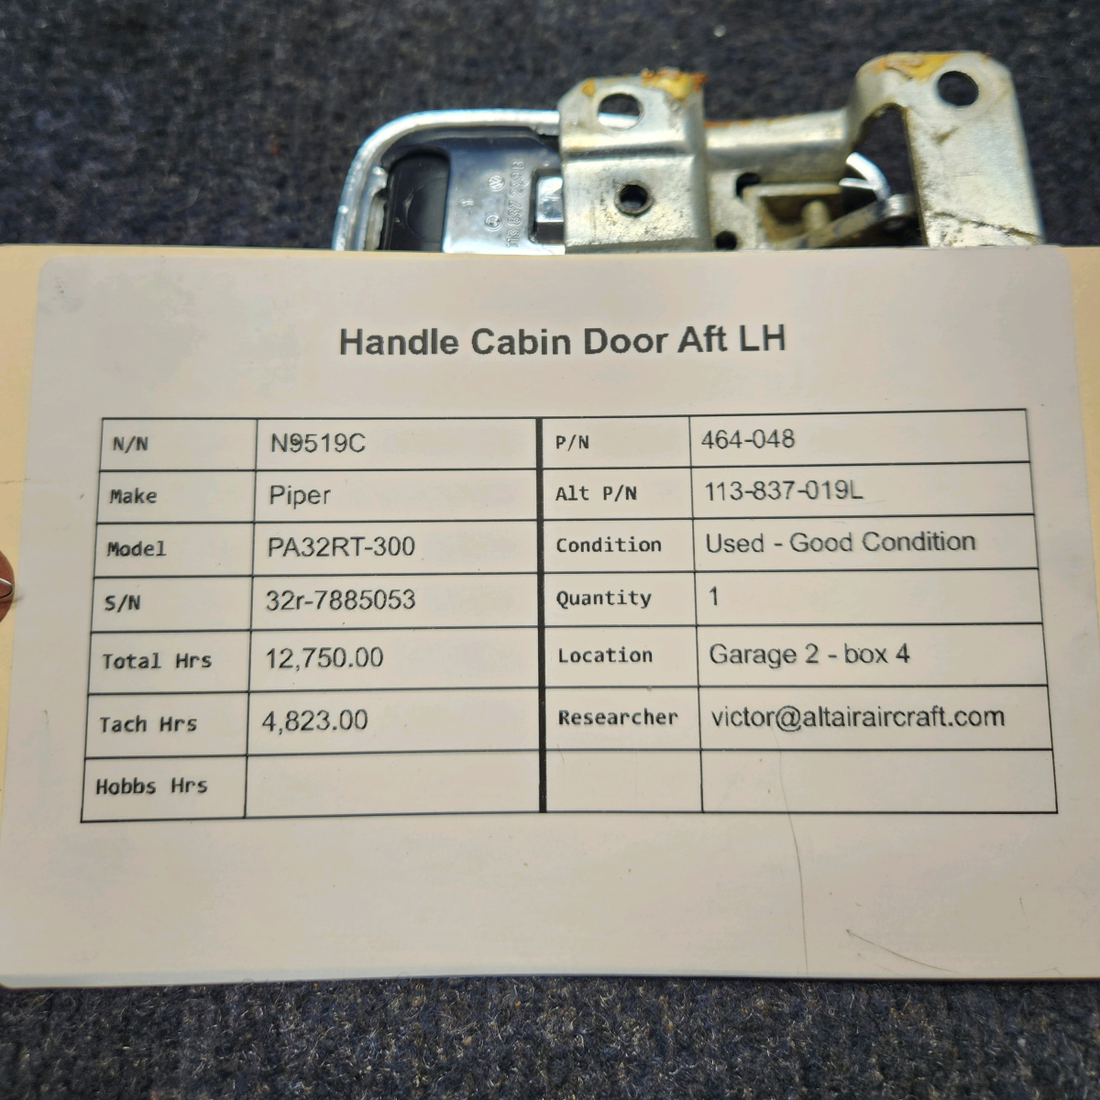 Handle Cabin Door Aft LH
N/N N9519C P/N 464-048
Make Piper Alt P/N 113-837-019L
Model PA32RT-300 Condition Used - Good Condition
S/N 32r-7885053 Quantity 1
Total Hrs 12,750.00 Location Garage 2 - box 4
Tach Hrs 4,823.00 Researcher victor@altairaircraft.com
Hobbs Hrs